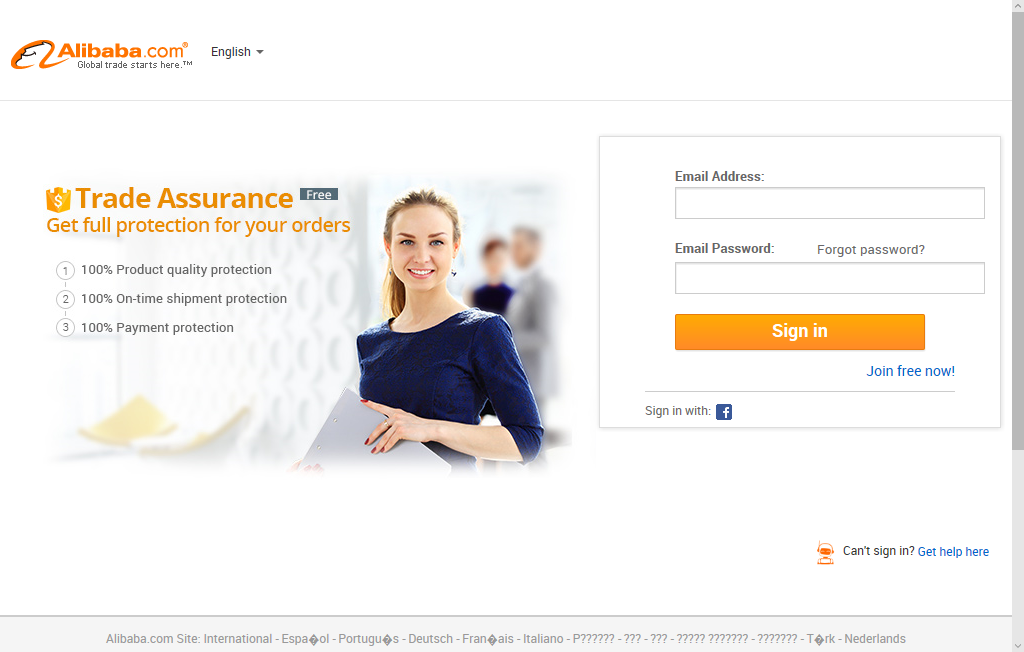 Alibaba.com®
Global trade starts here.™
English
Trade Assurance Free
Get full protection for your orders
1 100% Product quality protection
2 100% On-time shipment protection
3 100% Payment protection
Email Address:
Email Password: Forgot password?
Sign in
Join free now!
Sign in with:
Can't sign in? Get help here
Alibaba.com Site: International - Espa�ol - Portugu�s - Deutsch - Fran�ais - Italiano - P?????? - ??? - ??? - ????? ??????? - ??????? - T�rk - Nederlands